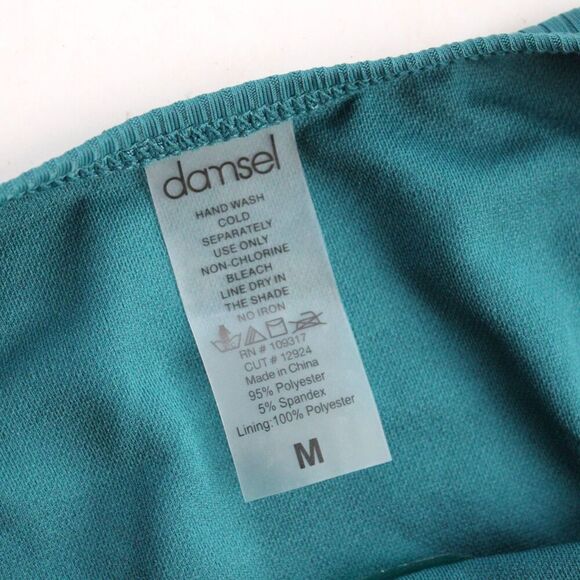 damsel
HAND WASH
COLD
SEPARATELY
USE ONLY
NON-CHLORINE
BLEACH
LINE DRY IN
THE SHADE
NO IRON
RN # 109317
CUT # 12924
Made in China
95% Polyester
5% Spandex
Lining:100% Polyester
M